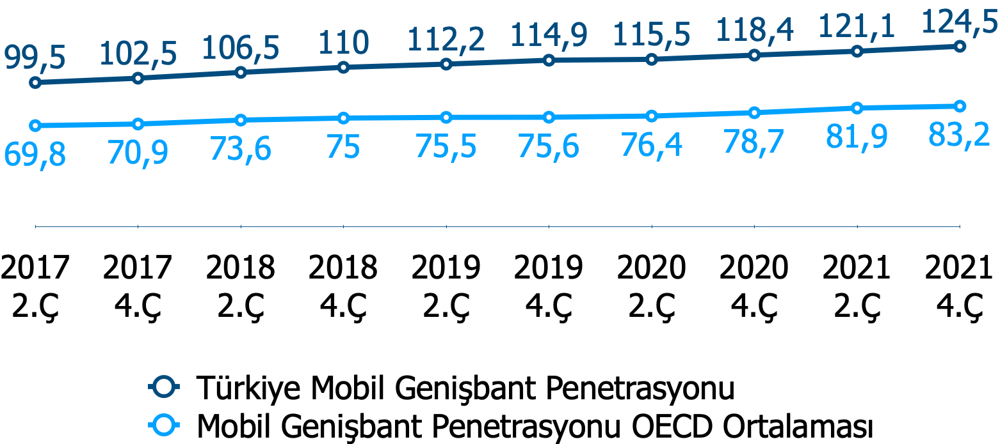 99,5 102,5 106,5 110 112,2 114,9 115,5 118,4 121,1 124,5
69,8 70,9 73,6 75 75,5 75,6 76,4 78,7 81,9 83,2
2017 2017 2018 2018 2019 2019 2020 2020 2021 2021
2.Ç 4.Ç 2.Ç 4.Ç 2.Ç 4.Ç 2.Ç 4.Ç 2.Ç 4.Ç
Türkiye Mobil Genişbant Penetrasyonu
Mobil Genişbant Penetrasyonu OECD Ortalaması